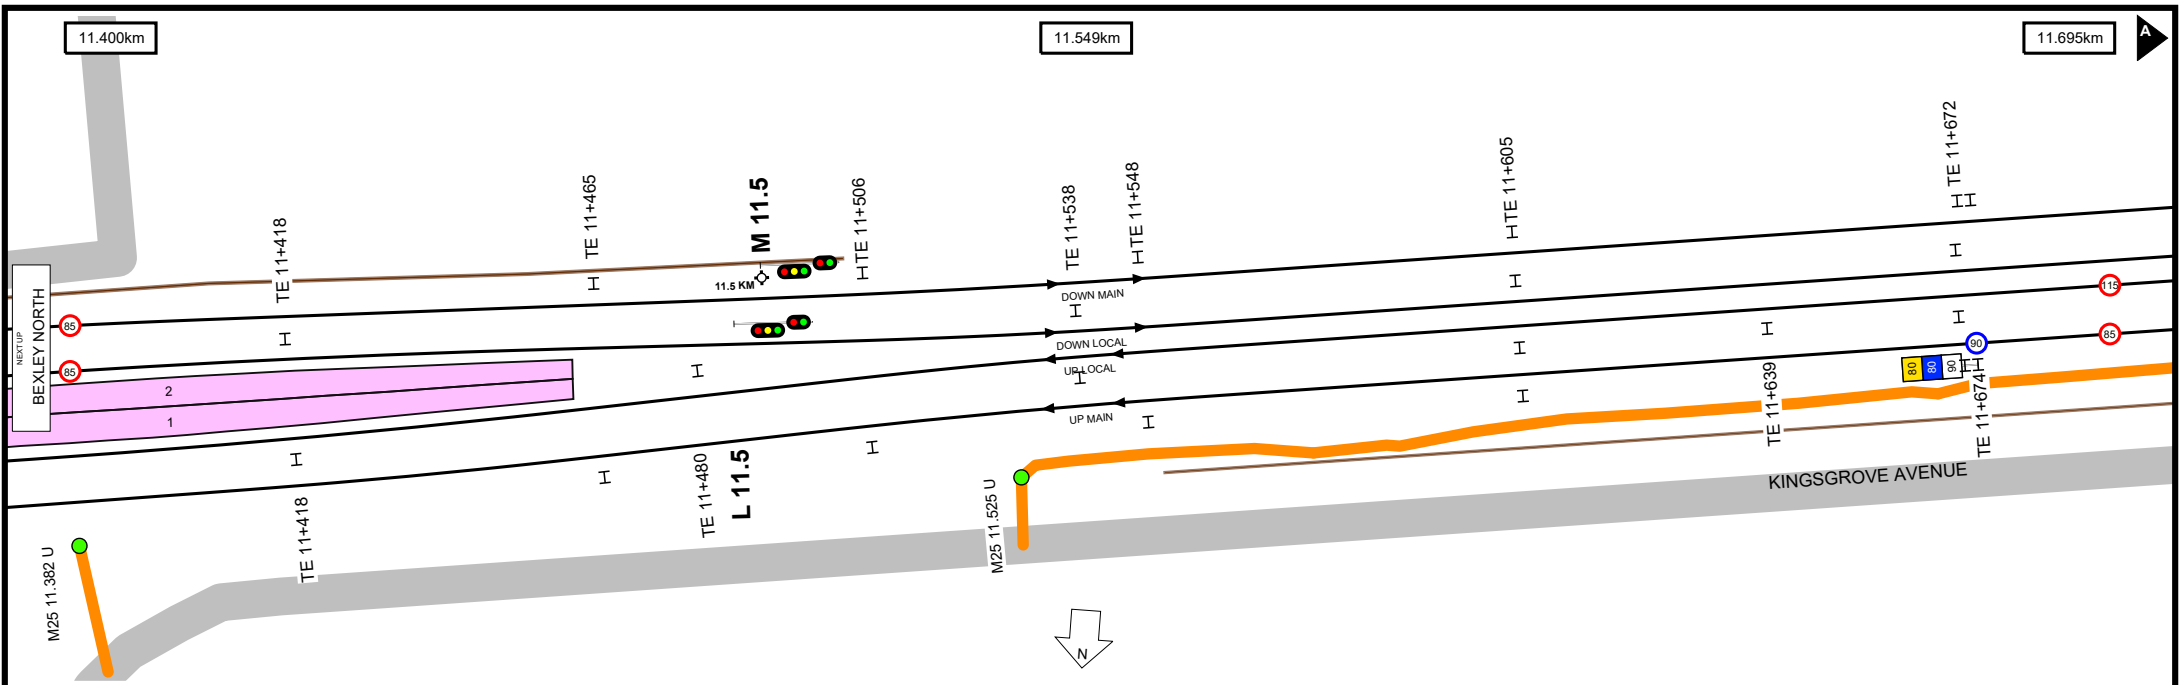 11.400km
11.549km
11.695km
A
TE 11+418
TE 11+465
M 11.5
TE 11+506
TE 11+538
TE 11+548
TE 11+605
TE 11+672
11.5 KM
NEXT UP
BEXLEY NORTH
85
85
2
1
DOWN MAIN
DOWN LOCAL
UP LOCAL
UP MAIN
115
85
90
80
80
90
TE 11+418
TE 11+480
L 11.5
TE 11+639
TE 11+674
M25 11.382 U
M25 11.525 U
KINGSGROVE AVENUE
N